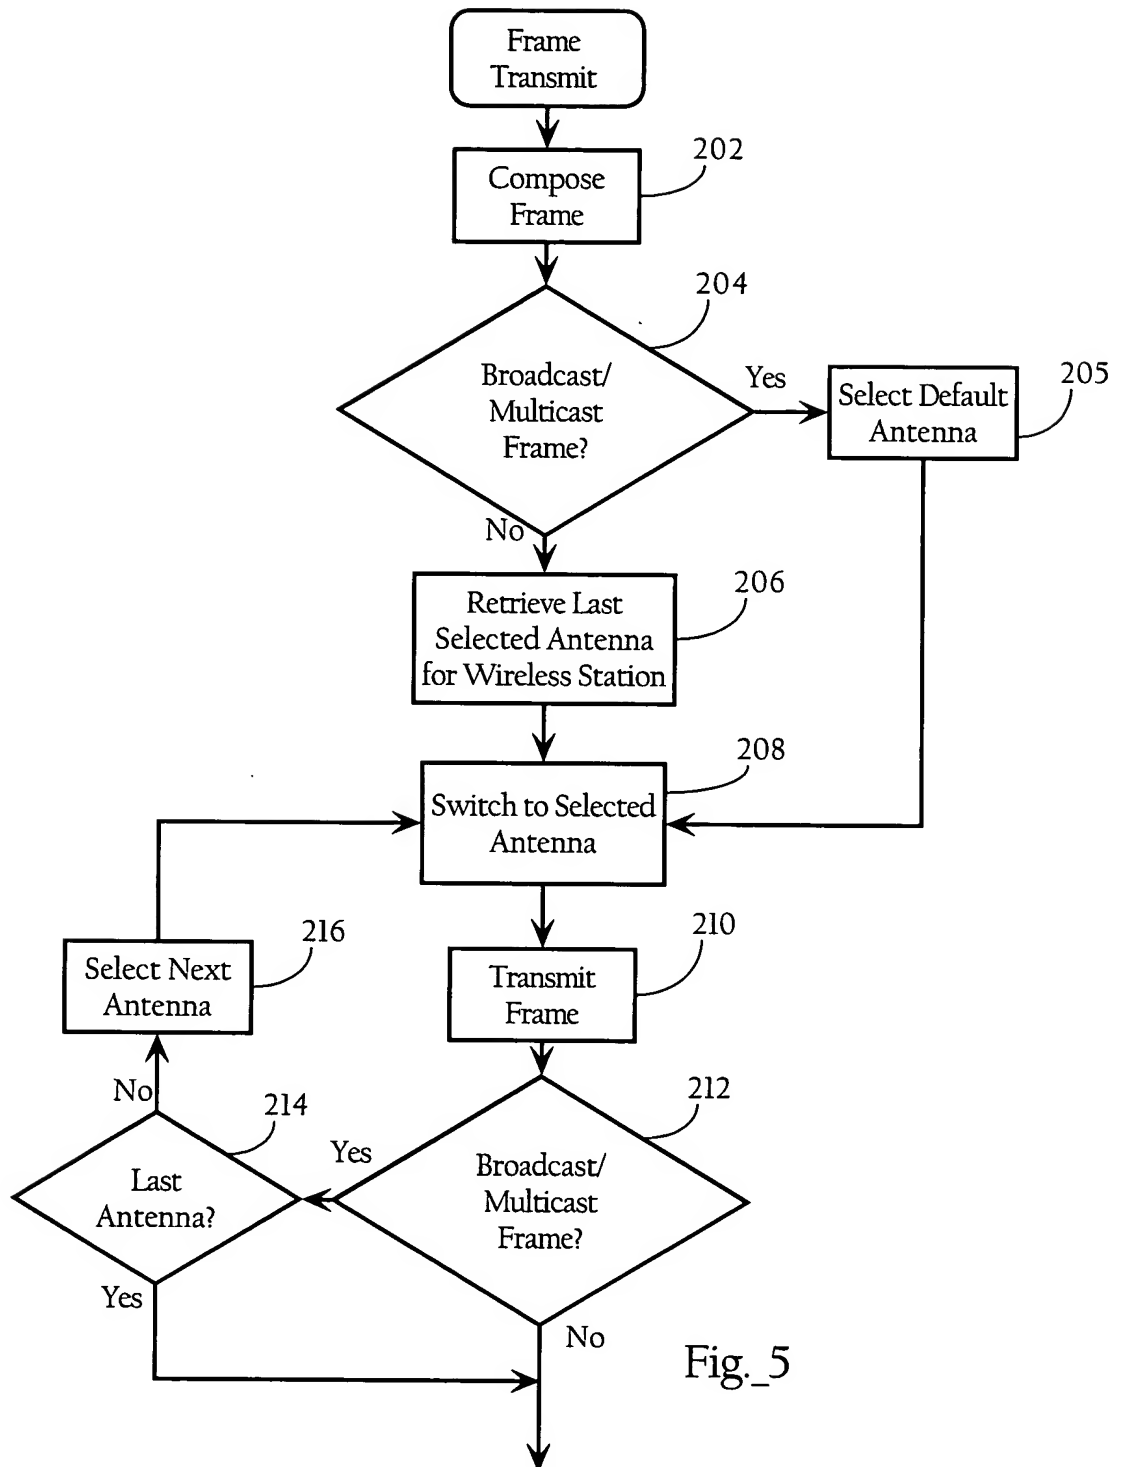 Frame
Transmit
202
Compose
Frame
204
Broadcast/
Multicast
Frame?
Yes
205
Select Default
Antenna
No
206
Retrieve Last
Selected Antenna
for Wireless Station
208
Switch to Selected
Antenna
216
Select Next
Antenna
210
Transmit
Frame
No
214
Last
Antenna?
Yes
212
Broadcast/
Multicast
Frame?
Yes
No
Fig._5